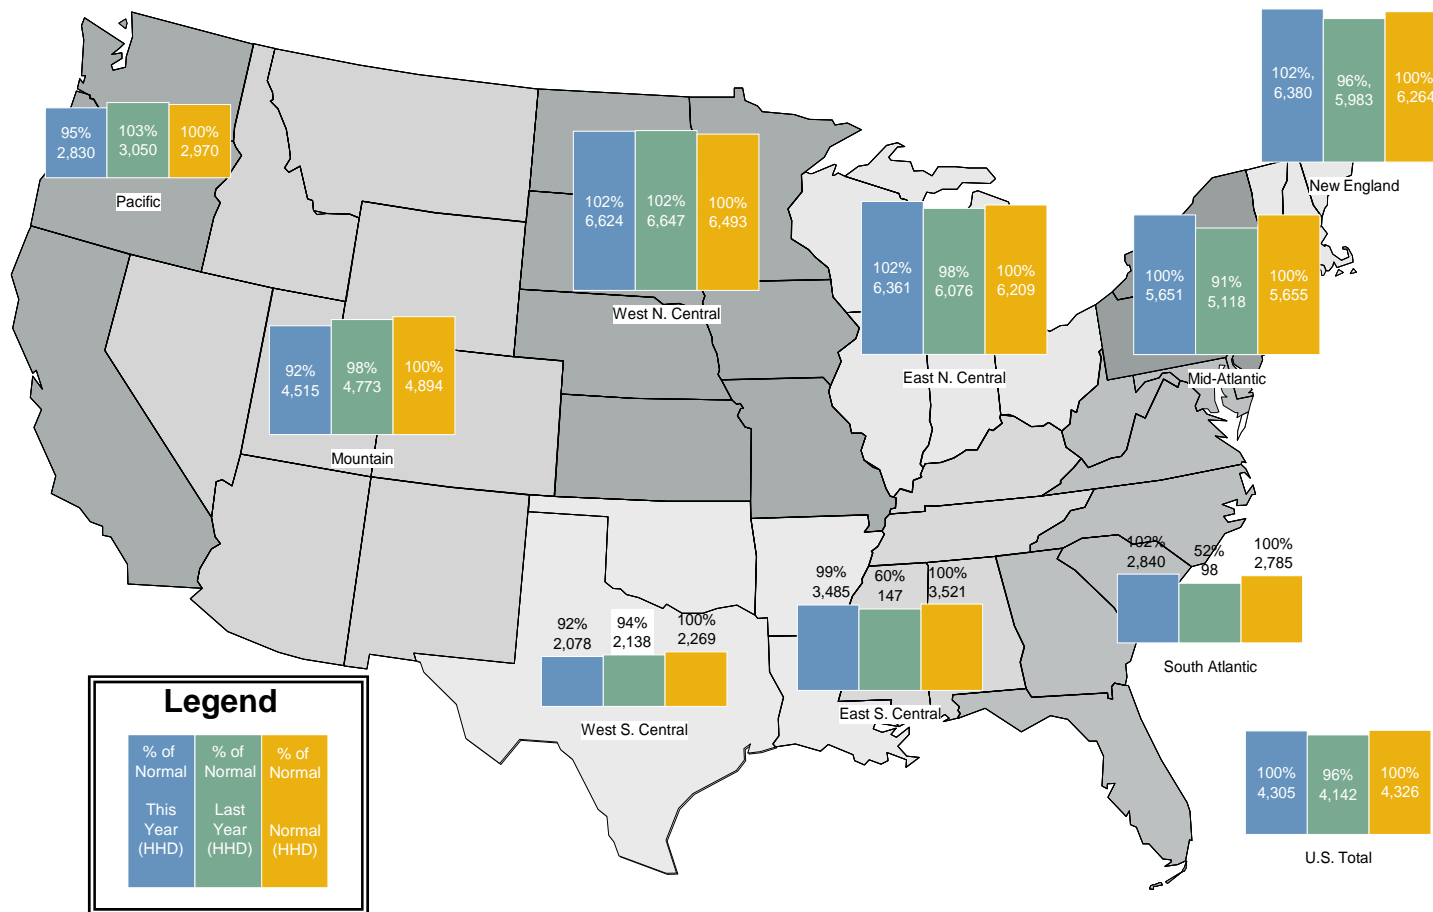 102%,
6,380
96%,
5,983
100%
6,264
New England
95%
2,830
103%
3,050
100%
2,970
Pacific
102%
6,624
102%
6,647
100%
6,493
West N. Central
102%
6,361
98%
6,076
100%
6,209
East N. Central
100%
5,651
91%
5,118
100%
5,655
Mid-Atlantic
92%
4,515
98%
4,773
100%
4,894
Mountain
92%
2,078
94%
2,138
100%
2,269
West S. Central
99%
3,485
60%
147
100%
3,521
East S. Central
102%
2,840
52%
98
100%
2,785
South Atlantic
100%
4,305
96%
4,142
100%
4,326
U.S. Total
Legend
% of
Normal
This
Year
(HHD)
% of
Normal
Last
Year
(HHD)
% of
Normal
Normal
(HHD)